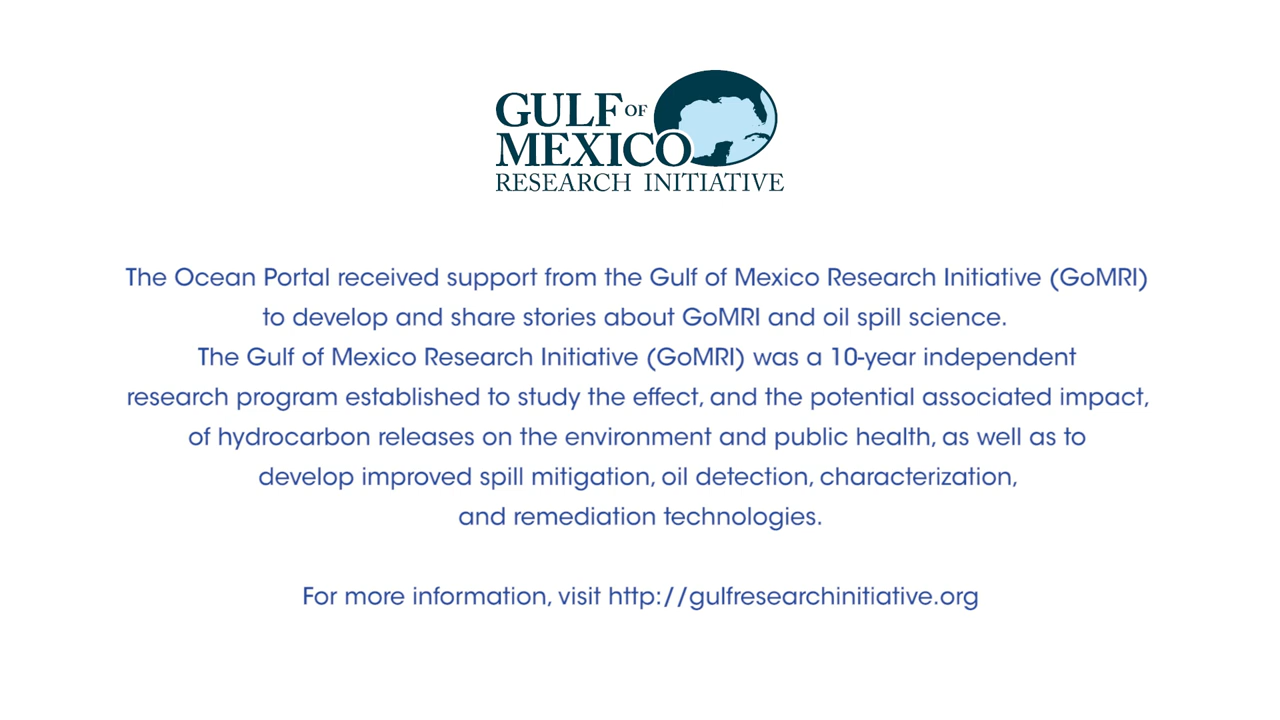 GULF OF
MEXICO
RESEARCH INITIATIVE
The Ocean Portal received support from the Gulf of Mexico Research Initiative (GoMRI)
to develop and share stories about GoMRI and oil spill science.
The Gulf of Mexico Research Initiative (GoMRI) was a 10-year independent
research program established to study the effect, and the potential associated impact,
of hydrocarbon releases on the environment and public health, as well as to
develop improved spill mitigation, oil detection, characterization,
and remediation technologies.
For more information, visit http://gulfresearchinitiative.org